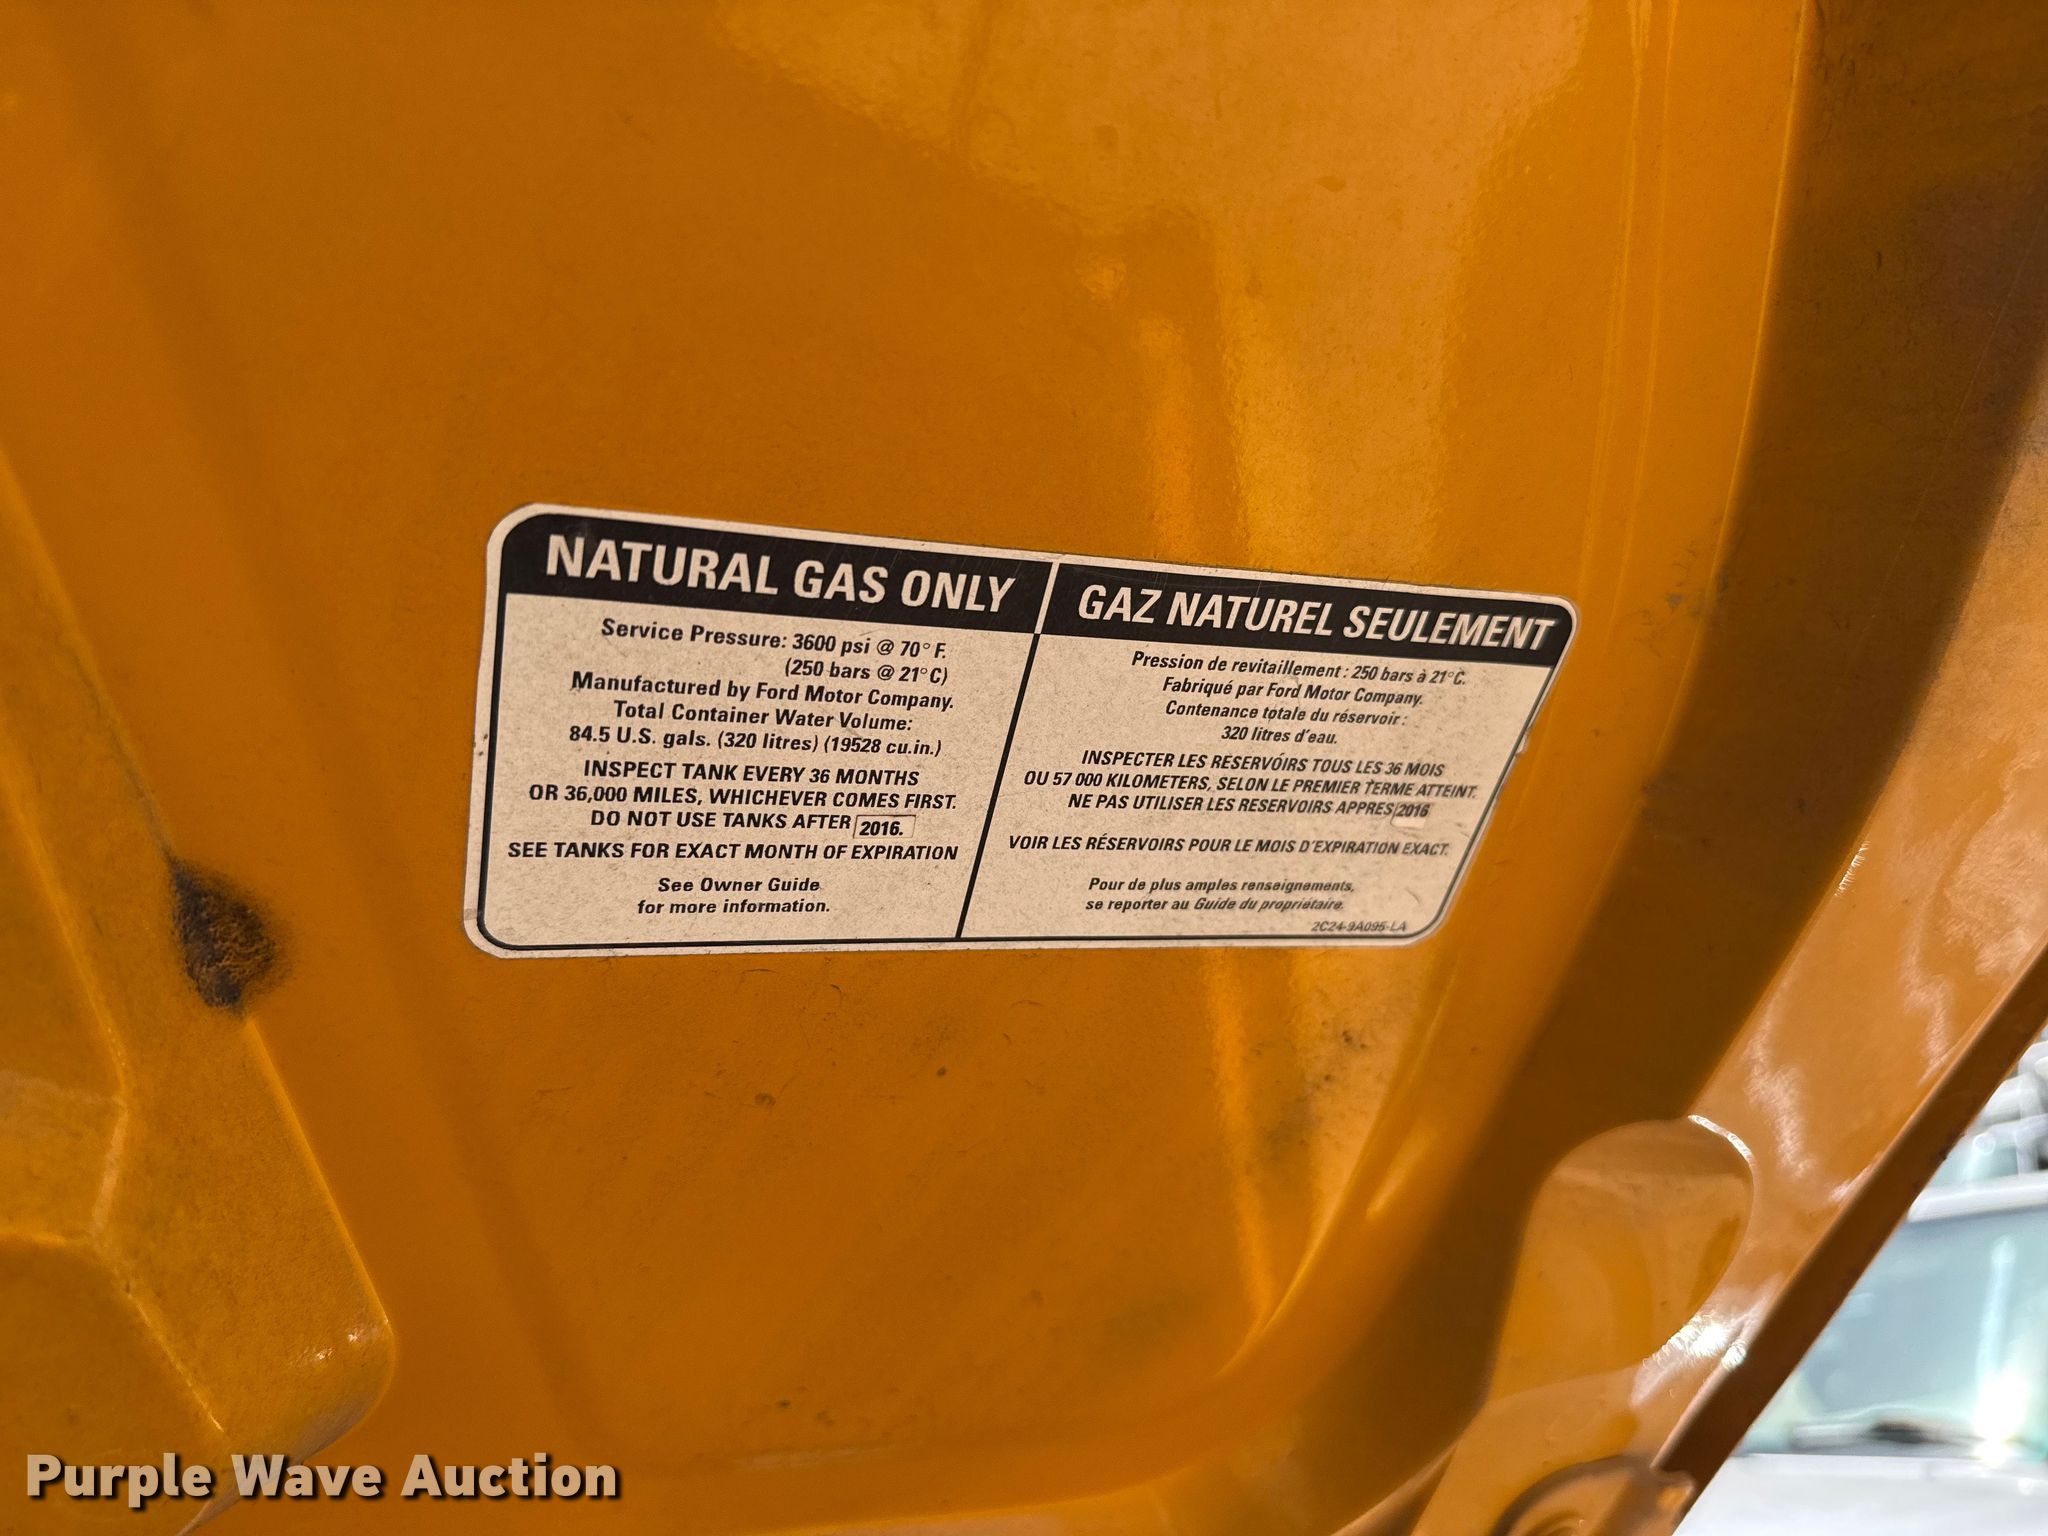 NATURAL GAS ONLY
Service Pressure: 3600 psi @ 70° F.
(250 bars @ 21°C)
Manufactured by Ford Motor Company.
Total Container Water Volume:
84.5 U.S. gals. (320 litres) (19528 cu.in.)
INSPECT TANK EVERY 36 MONTHS
OR 36,000 MILES, WHICHEVER COMES FIRST.
DO NOT USE TANKS AFTER 2016.
SEE TANKS FOR EXACT MONTH OF EXPIRATION
See Owner Guide
for more information.
GAZ NATUREL SEULEMENT
Pression de revitaillement : 250 bars à 21°C.
Fabriqué par Ford Motor Company.
Contenance totale du réservoir :
320 litres d'eau.
INSPECTER LES RESERVÓIRS TOUS LES 36 MOIS
OU 57 000 KILOMETERS, SELON LE PREMIER TERME ATTEINT.
NE PAS UTILISER LES RESERVOIRS APPRES 2016
VOIR LES RÉSERVOIRS POUR LE MOIS D'EXPIRATION EXACT.
Pour de plus amples renseignements,
se reporter au Guide du propriétaire.
2C24-9A095-LA
Purple Wave Auction